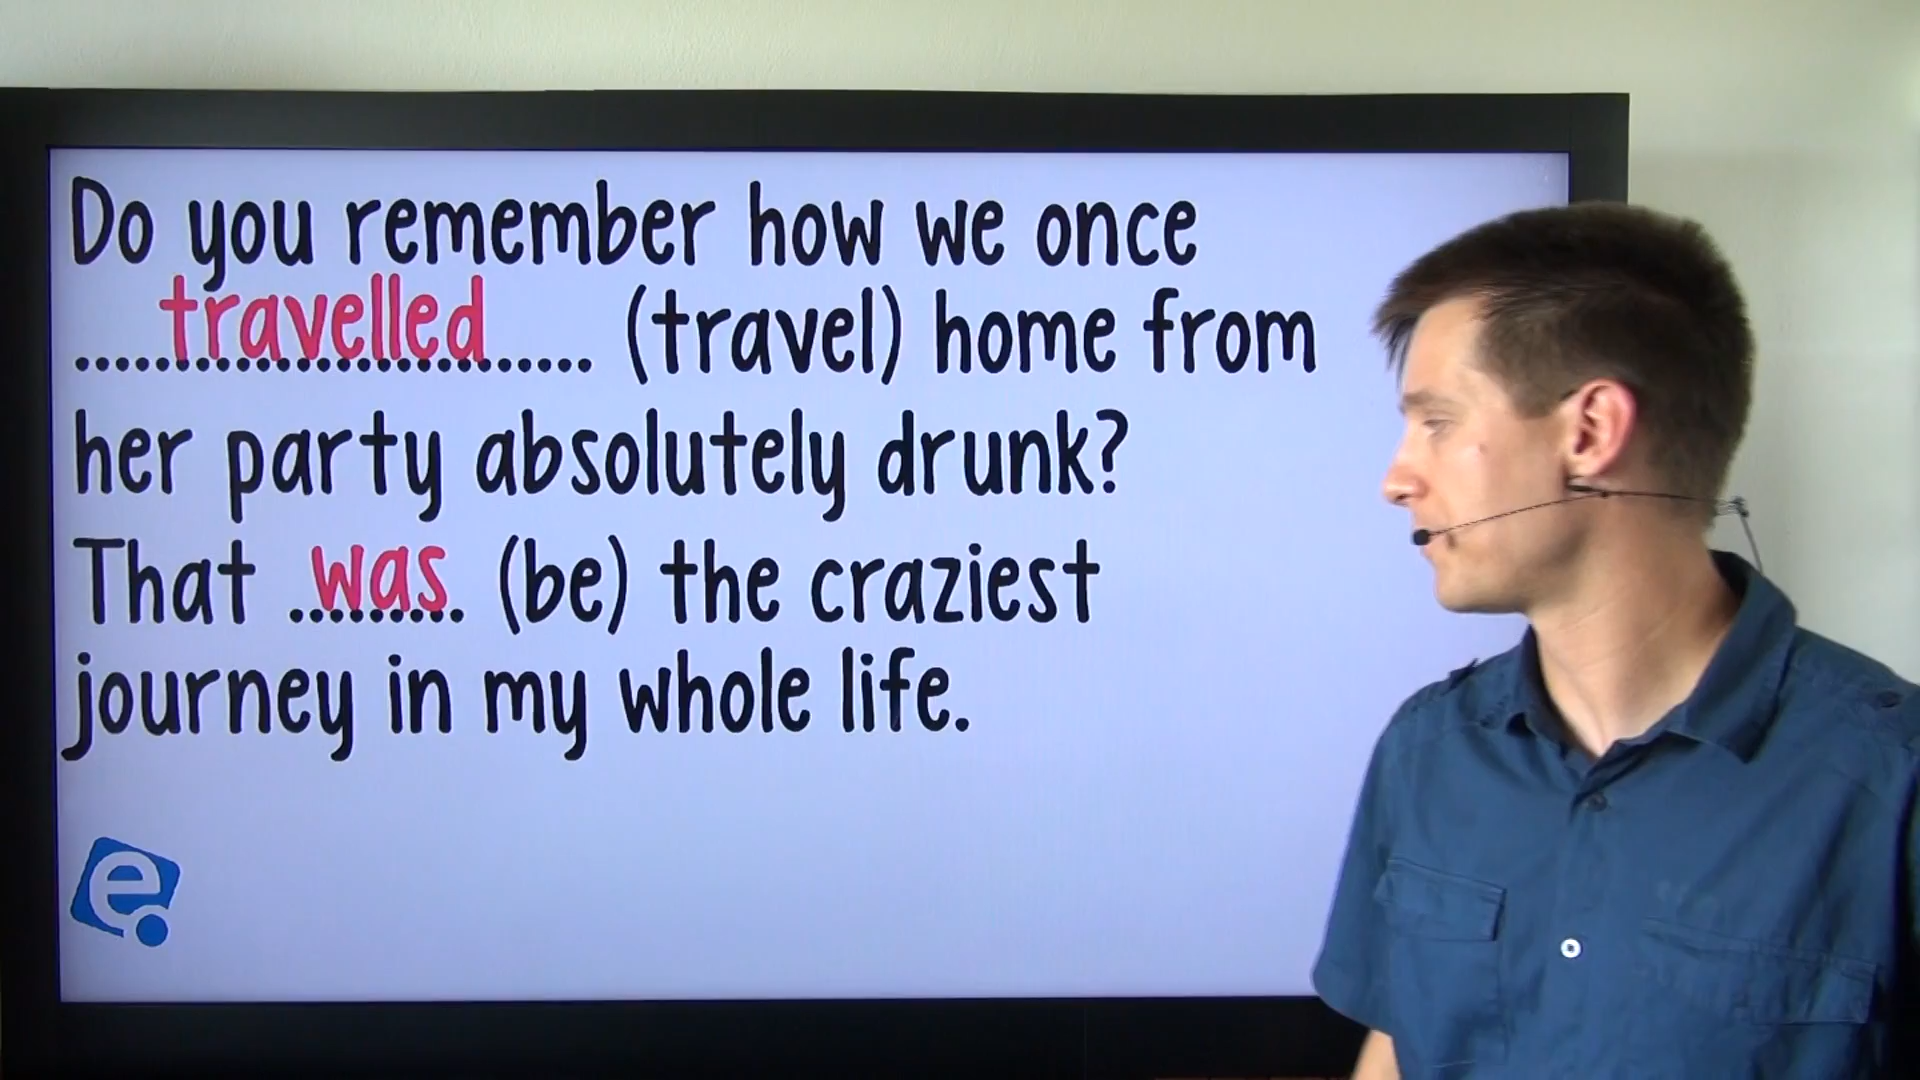 Do you remember how we once
.....travelled..... (travel) home from
her party absolutely drunk?
That .was. (be) the craziest
journey in my whole life.
e